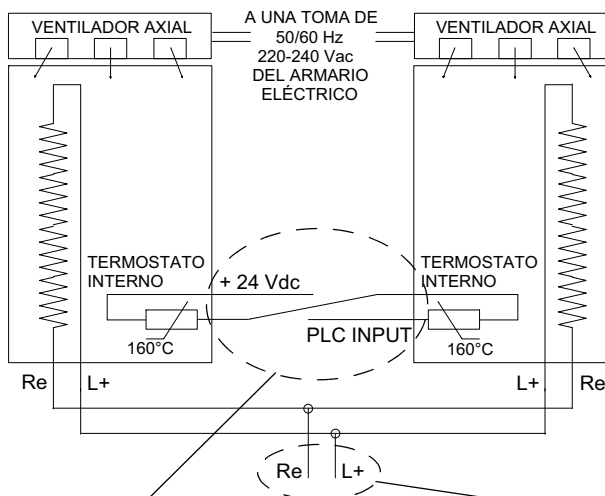 VENTILADOR AXIAL
A UNA TOMA DE
50/60 Hz
220-240 Vac
DEL ARMARIO
ELÉCTRICO
VENTILADOR AXIAL
TERMOSTATO
INTERNO
+ 24 Vdc
TERMOSTATO
INTERNO
160°C
PLC INPUT
160°C
Re
L+
L+
Re
Re
L+